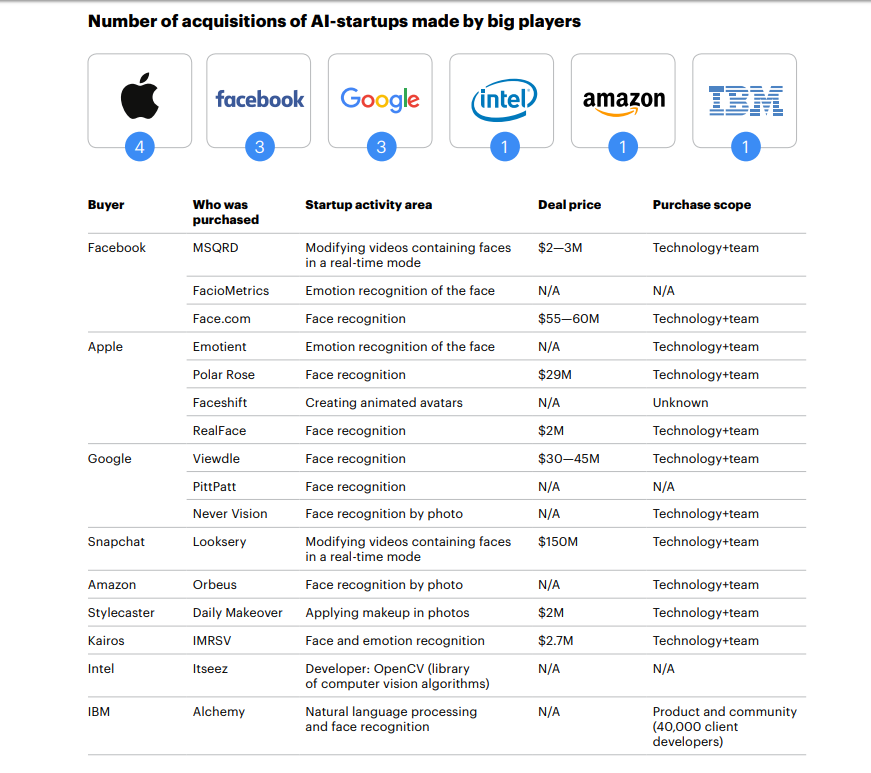 Number of acquisitions of AI-startups made by big players
facebook Google intel amazon IBM
4 3 3 1 1 1
Buyer Who was purchased Startup activity area Deal price Purchase scope
Facebook MSQRD Modifying videos containing faces $2—3M Technology+team
in a real-time mode
FacioMetrics Emotion recognition of the face N/A N/A
Face.com Face recognition $55—60M Technology+team
Apple Emotient Emotion recognition of the face N/A Technology+team
Polar Rose Face recognition $29M Technology+team
Faceshift Creating animated avatars N/A Unknown
RealFace Face recognition $2M Technology+team
Google Viewdle Face recognition $30—45M Technology+team
PittPatt Face recognition N/A N/A
Never Vision Face recognition by photo N/A Technology+team
Snapchat Looksery Modifying videos containing faces $150M Technology+team
in a real-time mode
Amazon Orbeus Face recognition by photo N/A Technology+team
Stylecaster Daily Makeover Applying makeup in photos $2M Technology+team
Kairos IMRSV Face and emotion recognition $2.7M Technology+team
Intel Itseez Developer: OpenCV (library N/A N/A
of computer vision algorithms)
IBM Alchemy Natural language processing N/A Product and community
and face recognition (40,000 client
developers)